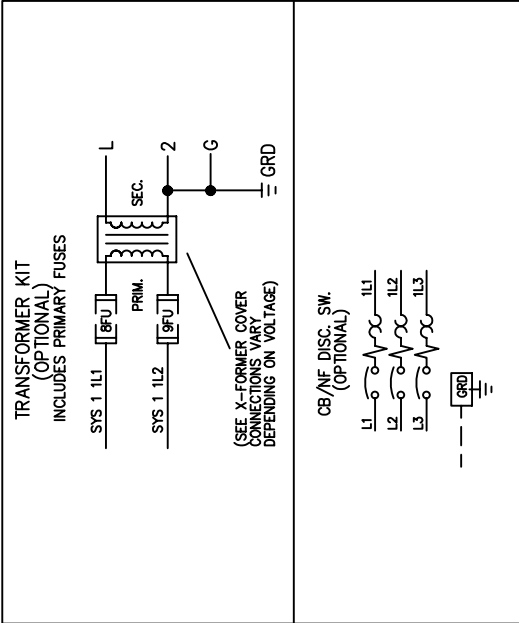 TRANSFORMER KIT
(OPTIONAL)
INCLUDES PRIMARY FUSES
SYS 1 1L1
8FU
L
SYS 1 1L2
9FU
2
PRIM.
SEC.
G
GRD
(SEE X-FORMER COVER
CONNECTIONS VARY
DEPENDING ON VOLTAGE)
CB/NF DISC. SW.
(OPTIONAL)
L1
1L1
L2
1L2
L3
1L3
GRD